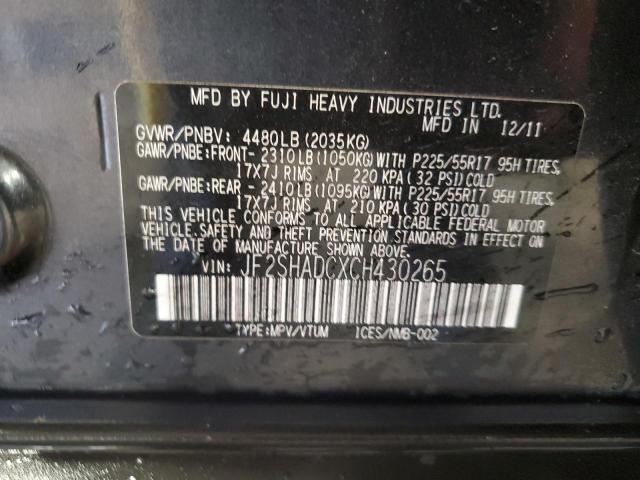 MFD BY FUJI HEAVY INDUSTRIES LTD.
MFD IN 12/11
GVWR/PNBV: 4480LB (2035KG)
GAWR/PNBE:FRONT- 2310LB(1050KG)WITH P225/55R17 95H TIRES,
17X7J RIMS AT 220 KPA (32 PSI)COLD
GAWR/PNBE:REAR - 2410LB(1095KG)WITH P225/55R17 95H TIRES,
17X7J RIMS AT 210 KPA(30 PSI)COLD
THIS VEHICLE CONFORMS TO ALL APPLICABLE FEDERAL MOTOR
VEHICLE.SAFETY AND THEFT PREVENTION STANDARDS IN EFFECT ON
THE DATE OF MANUFACTURE SHOWN ABOVE.
VIN: JF2SHADCXCH430265
TYPE:MPV/VTUM ICES/NMB-002